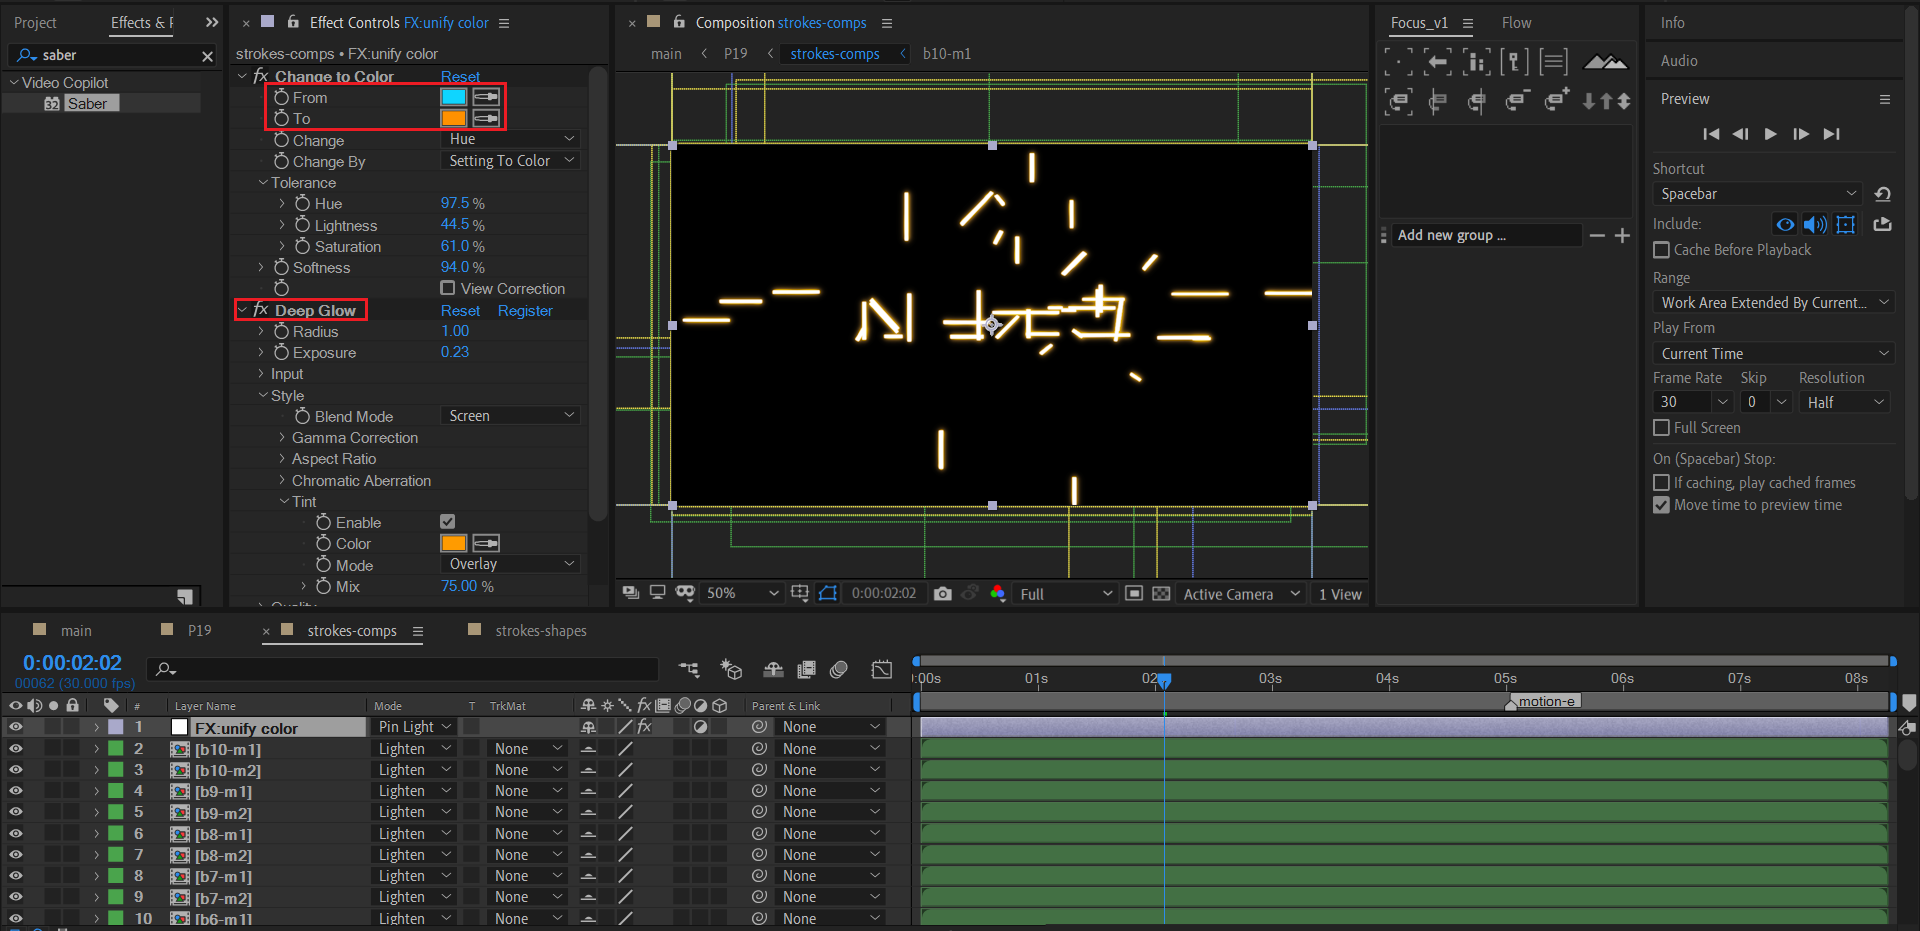 Project
Effects & F
»
saber
Video Copilot
Saber
Effect Controls FX:unify color
strokes-comps • FX:unify color
fx Change to Color Reset
From
To
Change Hue
Change By Setting To Color
Tolerance
Hue 97.5 %
Lightness 44.5 %
Saturation 61.0 %
Softness 94.0 %
View Correction
fx Deep Glow Reset Register
Radius 1.00
Exposure 0.23
Input
Style
Blend Mode Screen
Gamma Correction
Aspect Ratio
Chromatic Aberration
Tint
Enable
Color
Mode Overlay
Mix 75.00 %
Quality
Composition strokes-comps
main < P19 < strokes-comps < b10-m1
50% 0:00:02:02 Full Active Camera 1 View
Focus_v1
Flow
Add new group ...
Info
Audio
Preview
Shortcut
Spacebar
Include:
Cache Before Playback
Range
Work Area Extended By Current...
Play From
Current Time
Frame Rate Skip Resolution
30 0 Half
Full Screen
On (Spacebar) Stop:
If caching, play cached frames
Move time to preview time
main
P19
strokes-comps
strokes-shapes
0:00:02:02
00062 (30.000 fps)
# Layer Name Mode T TrkMat fx Parent & Link
:00s 01s 02 03s 04s 05s 06s 07s 08s
motion-e
1 FX:unify color Pin Light fx None
2 [b10-m1] Lighten None None
3 [b10-m2] Lighten None None
4 [b9-m1] Lighten None None
5 [b9-m2] Lighten None None
6 [b8-m1] Lighten None None
7 [b8-m2] Lighten None None
8 [b7-m1] Lighten None None
9 [b7-m2] Lighten None None
10 [b6-m1] Lighten None None